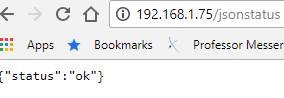 192.168.1.75/jsonstatus
Apps Bookmarks Professor Messer
{"status":"ok"}